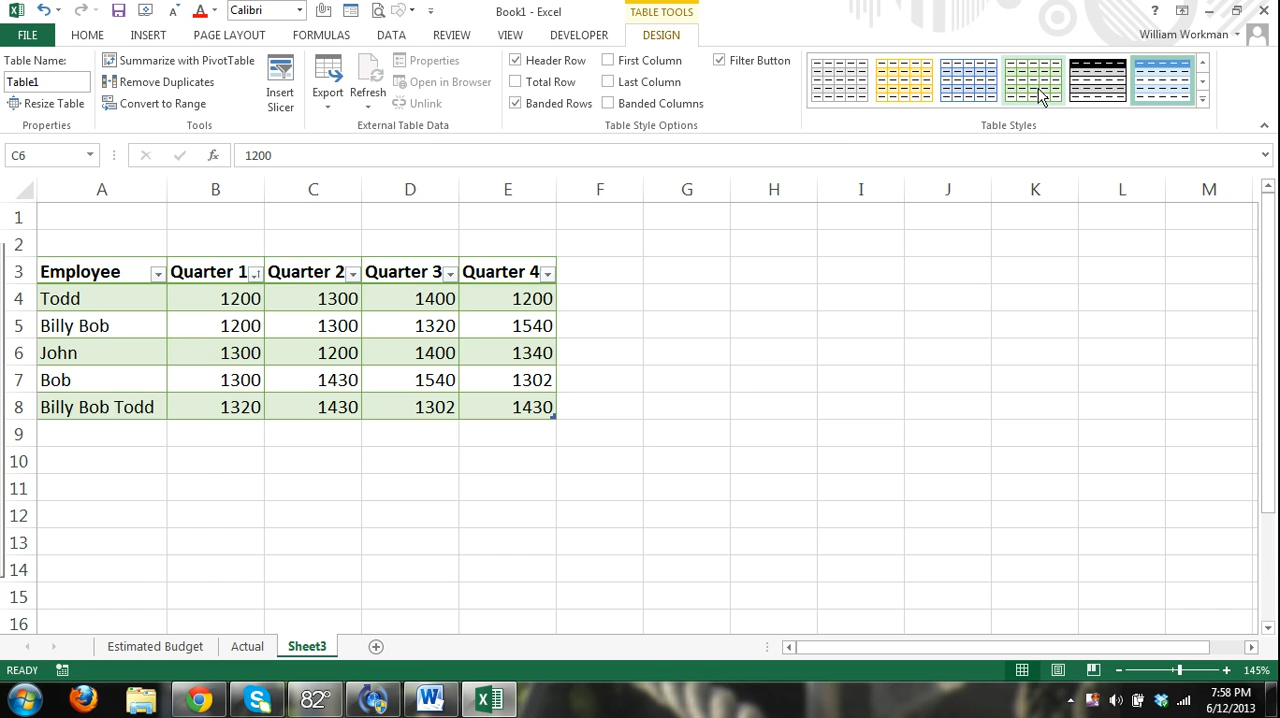 Calibri
Book1 - Excel
TABLE TOOLS
?
FILE
HOME
INSERT
PAGE LAYOUT
FORMULAS
DATA
REVIEW
VIEW
DEVELOPER
DESIGN
William Workman
Table Name:
Table1
Resize Table
Properties
Summarize with PivotTable
Remove Duplicates
Convert to Range
Tools
Insert
Slicer
Export
Refresh
Properties
Open in Browser
Unlink
External Table Data
Header Row
Total Row
Banded Rows
First Column
Last Column
Banded Columns
Filter Button
Table Style Options
Table Styles
C6
fx
1200
A B C D E F G H I J K L M
1
2
3 Employee Quarter 1 Quarter 2 Quarter 3 Quarter 4
4 Todd 1200 1300 1400 1200
5 Billy Bob 1200 1300 1320 1540
6 John 1300 1200 1400 1340
7 Bob 1300 1430 1540 1302
8 Billy Bob Todd 1320 1430 1302 1430
9
10
11
12
13
14
15
16
Estimated Budget Actual Sheet3
READY
145%
82°
7:58 PM
6/12/2013